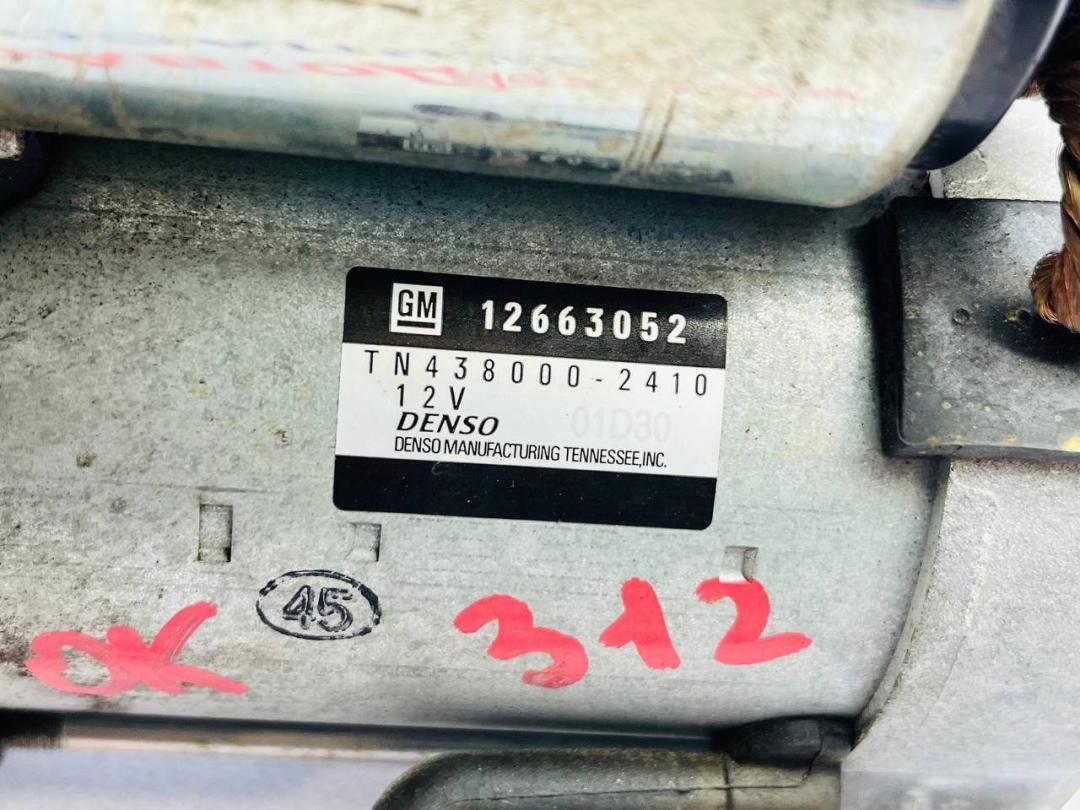 GM 12663052
TN438000-2410
12V
DENSO 01D30
DENSO MANUFACTURING TENNESSEE, INC.
45
OK 312